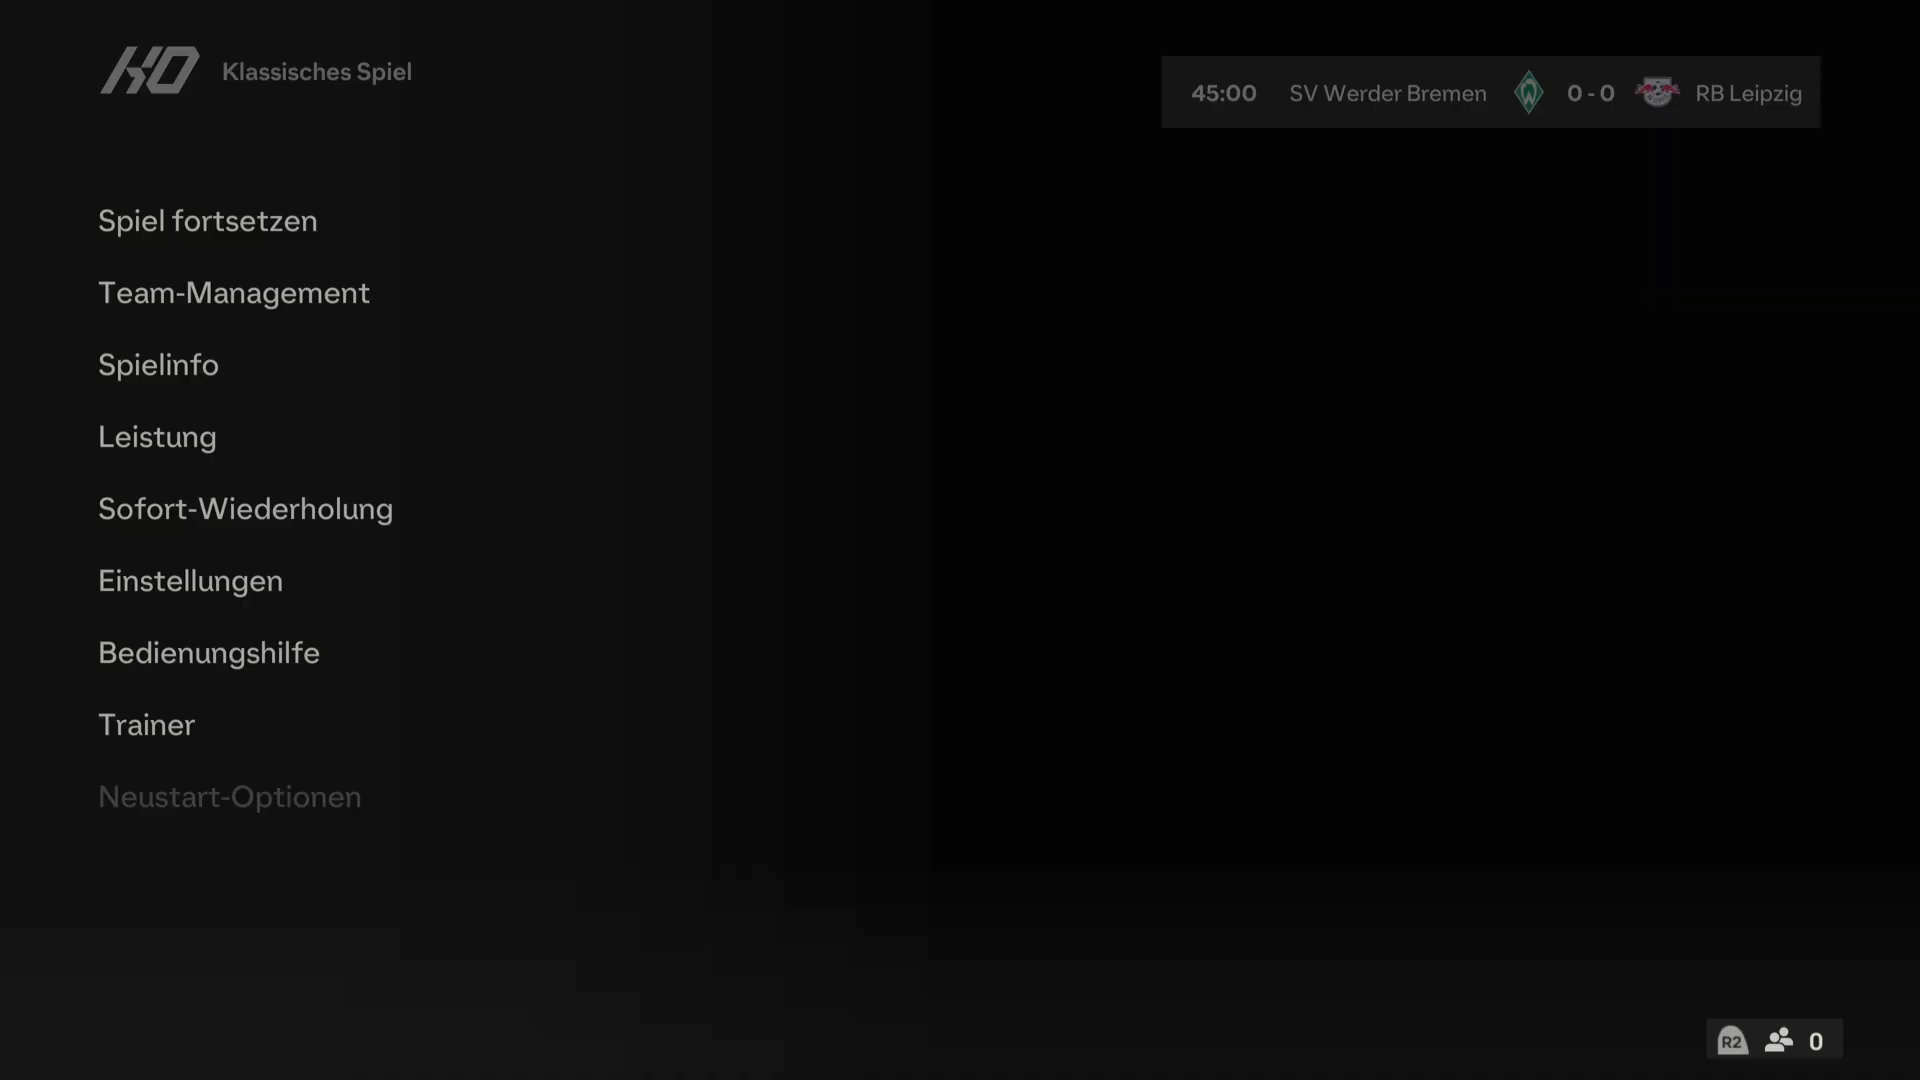 KO Klassisches Spiel
45:00 SV Werder Bremen 0 - 0 RB Leipzig
Spiel fortsetzen
Team-Management
Spielinfo
Leistung
Sofort-Wiederholung
Einstellungen
Bedienungshilfe
Trainer
Neustart-Optionen
R2 0